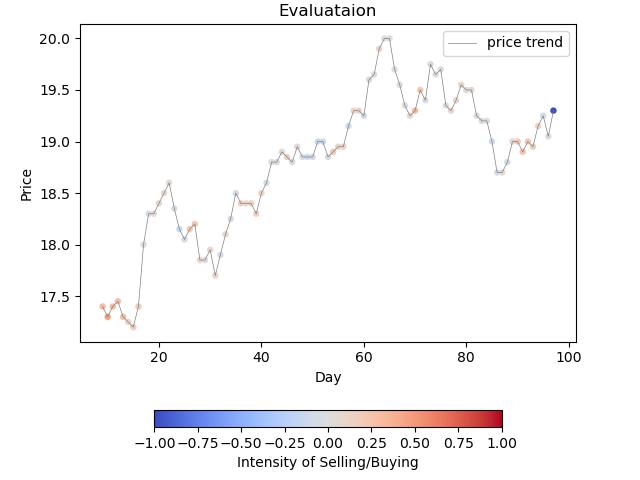 Evaluataion
price trend
20.0
19.5
19.0
18.5
18.0
17.5
Price
20 40 60 80 100
Day
−1.00 −0.75 −0.50 −0.25 0.00 0.25 0.50 0.75 1.00
Intensity of Selling/Buying